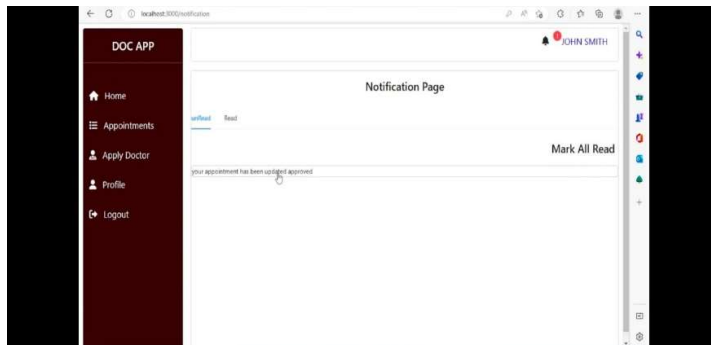 localhost:3000/notification
DOC APP
1
JOHN SMITH
Notification Page
Home
unRead Read
Appointments
Mark All Read
Apply Doctor
your appointment has been updated approved
Profile
Logout